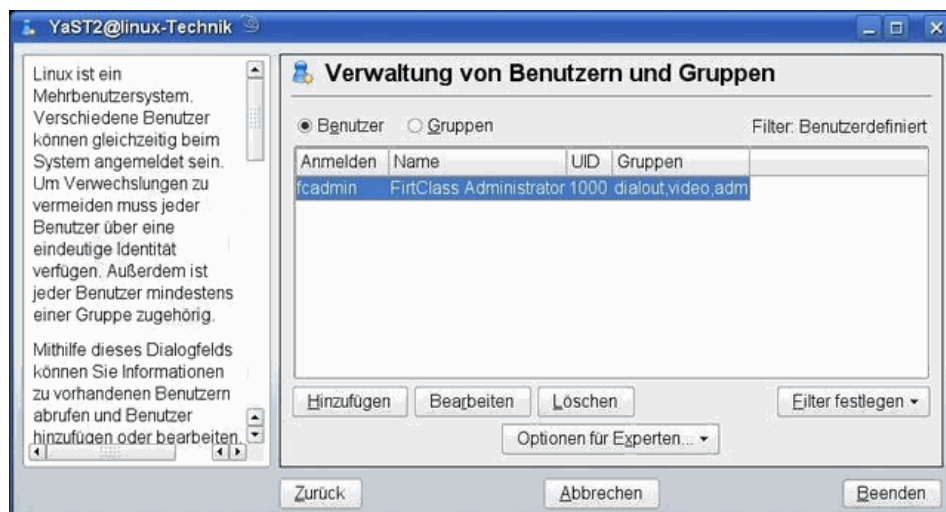 YaST2@linux-Technik
Linux ist ein
Mehrbenutzersystem.
Verschiedene Benutzer
können gleichzeitig beim
System angemeldet sein.
Um Verwechslungen zu
vermeiden muss jeder
Benutzer über eine
eindeutige Identität
verfügen. Außerdem ist
jeder Benutzer mindestens
einer Gruppe zugehörig.
Mithilfe dieses Dialogfelds
können Sie Informationen
zu vorhandenen Benutzern
abrufen und Benutzer
hinzufügen oder bearbeiten.
Verwaltung von Benutzern und Gruppen
Benutzer Gruppen Filter: Benutzerdefiniert
Anmelden Name UID Gruppen
fcadmin FirtClass Administrator 1000 dialout,video,adm
Hinzufügen Bearbeiten Löschen Filter festlegen
Optionen für Experten...
Zurück Abbrechen Beenden